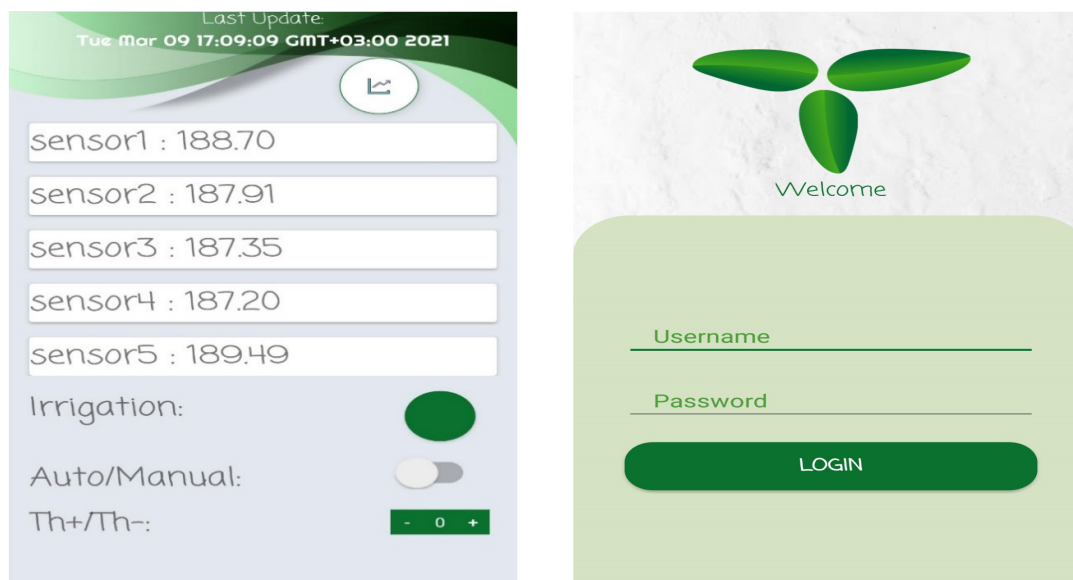 Last Update:
Tue Mar 09 17:09:09 GMT+03:00 2021
sensor1 : 188.70
sensor2 : 187.91
sensor3 : 187.35
sensor4 : 187.20
sensor5 : 189.49
Irrigation:
Auto/Manual:
Th+/Th-:
- 0 +
Welcome
Username
Password
LOGIN